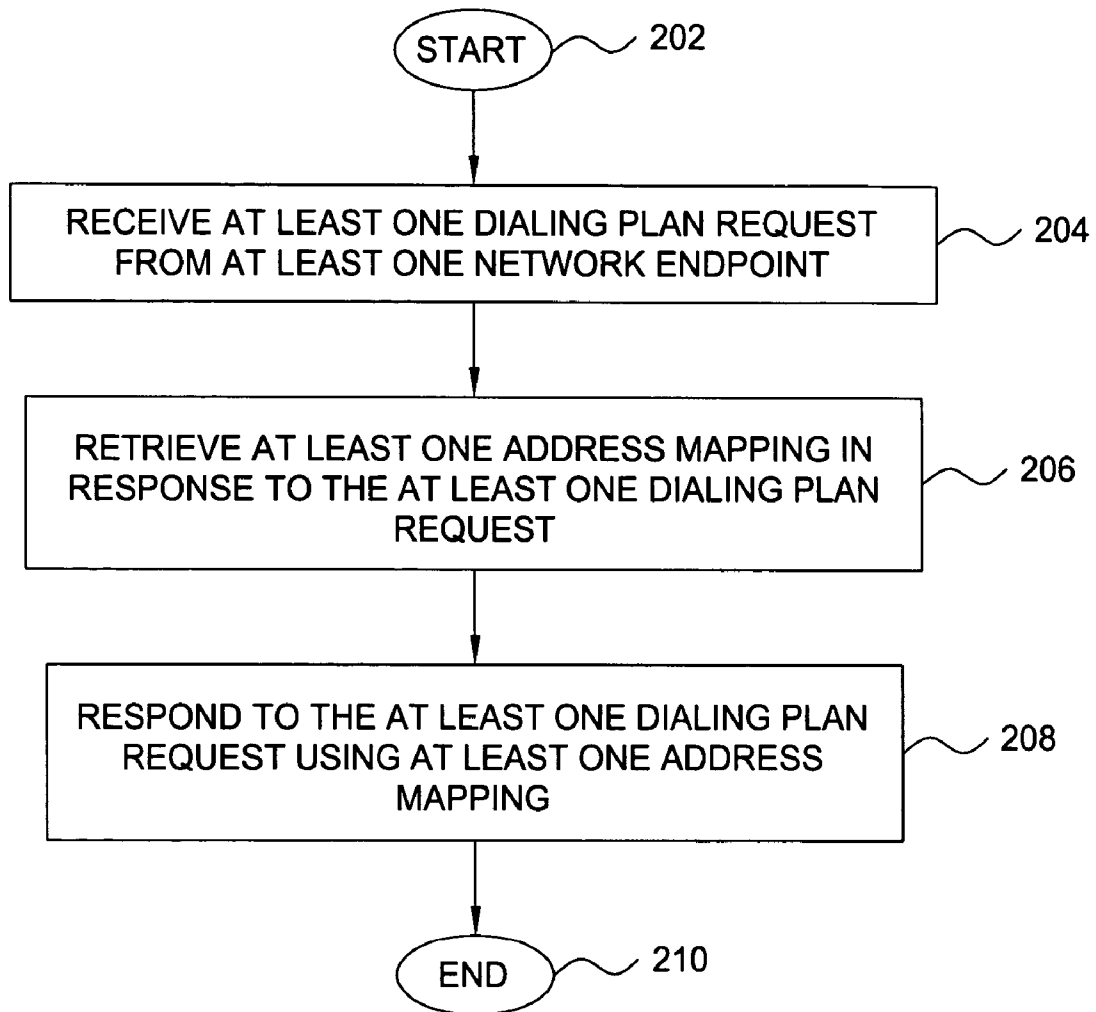 START
202
RECEIVE AT LEAST ONE DIALING PLAN REQUEST
FROM AT LEAST ONE NETWORK ENDPOINT
204
RETRIEVE AT LEAST ONE ADDRESS MAPPING IN
RESPONSE TO THE AT LEAST ONE DIALING PLAN
REQUEST
206
RESPOND TO THE AT LEAST ONE DIALING PLAN
REQUEST USING AT LEAST ONE ADDRESS
MAPPING
208
END
210